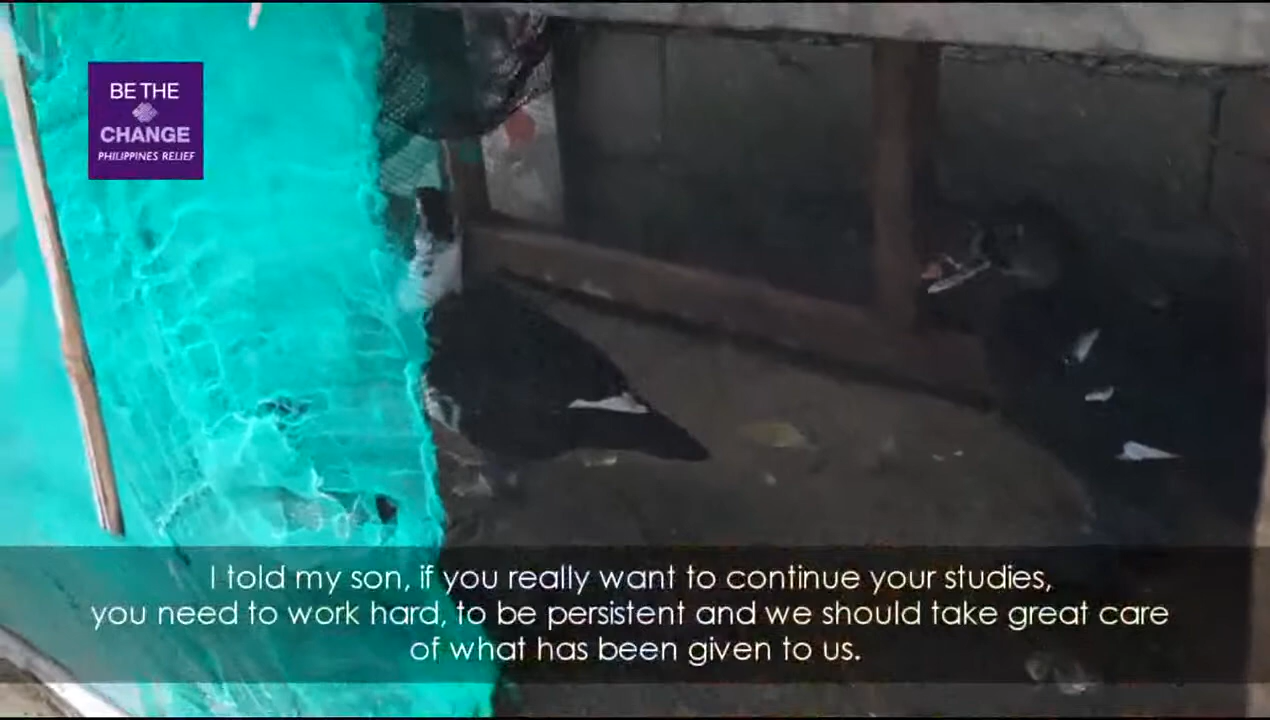 BE THE
CHANGE
PHILIPPINES RELIEF
I told my son, if you really want to continue your studies,
you need to work hard, to be persistent and we should take great care
of what has been given to us.